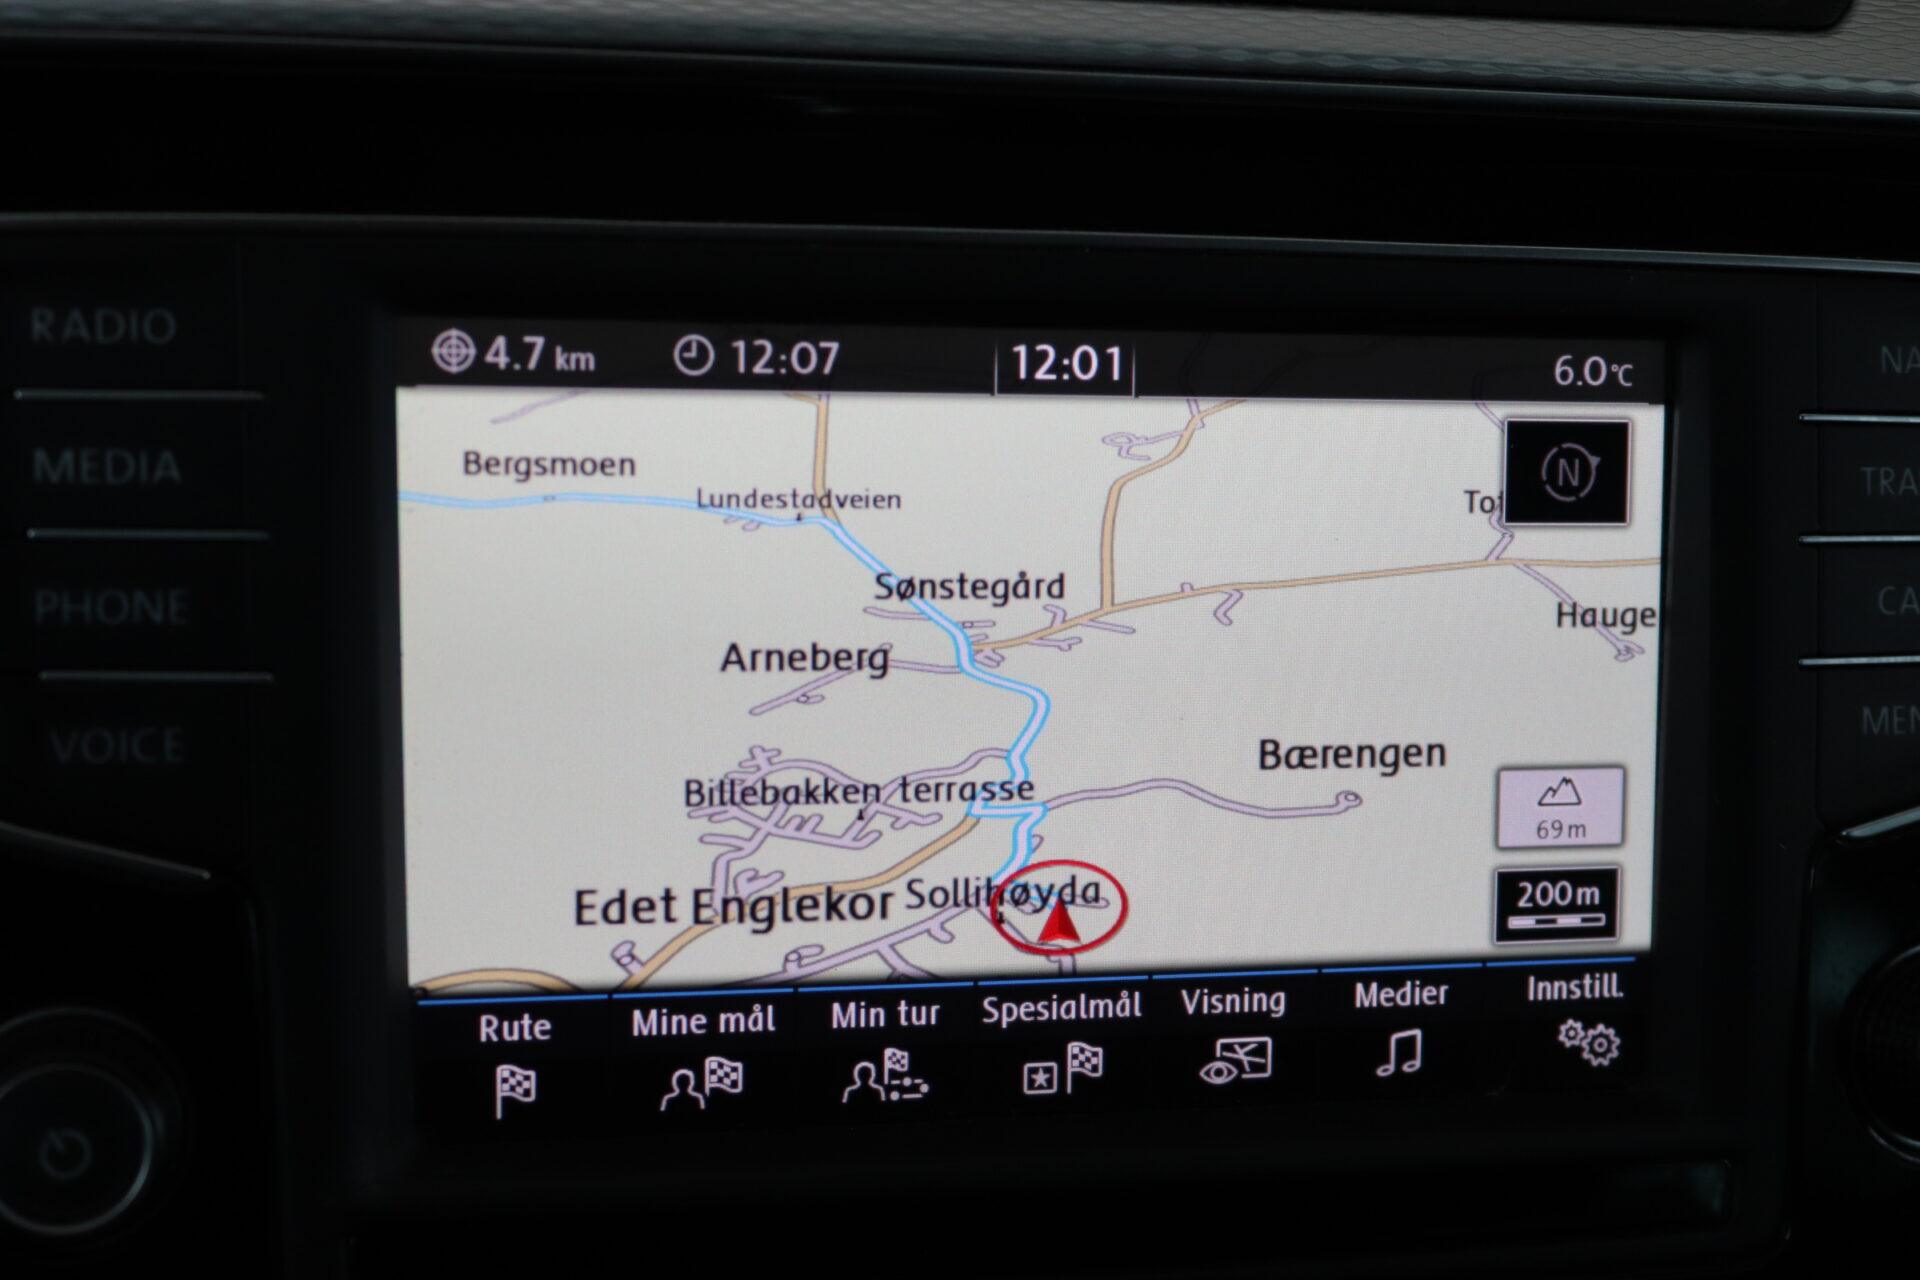 RADIO
MEDIA
PHONE
VOICE
4.7 km
12:07
12:01
6.0°C
Bergsmoen
Lundestadveien
N
Sønstegård
Hauge
Arneberg
Bærengen
Billebakken terrasse
69m
Edet Englekor
Sollihøyda
200m
Rute
Mine mål
Min tur
Spesialmål
Visning
Medier
Innstill.